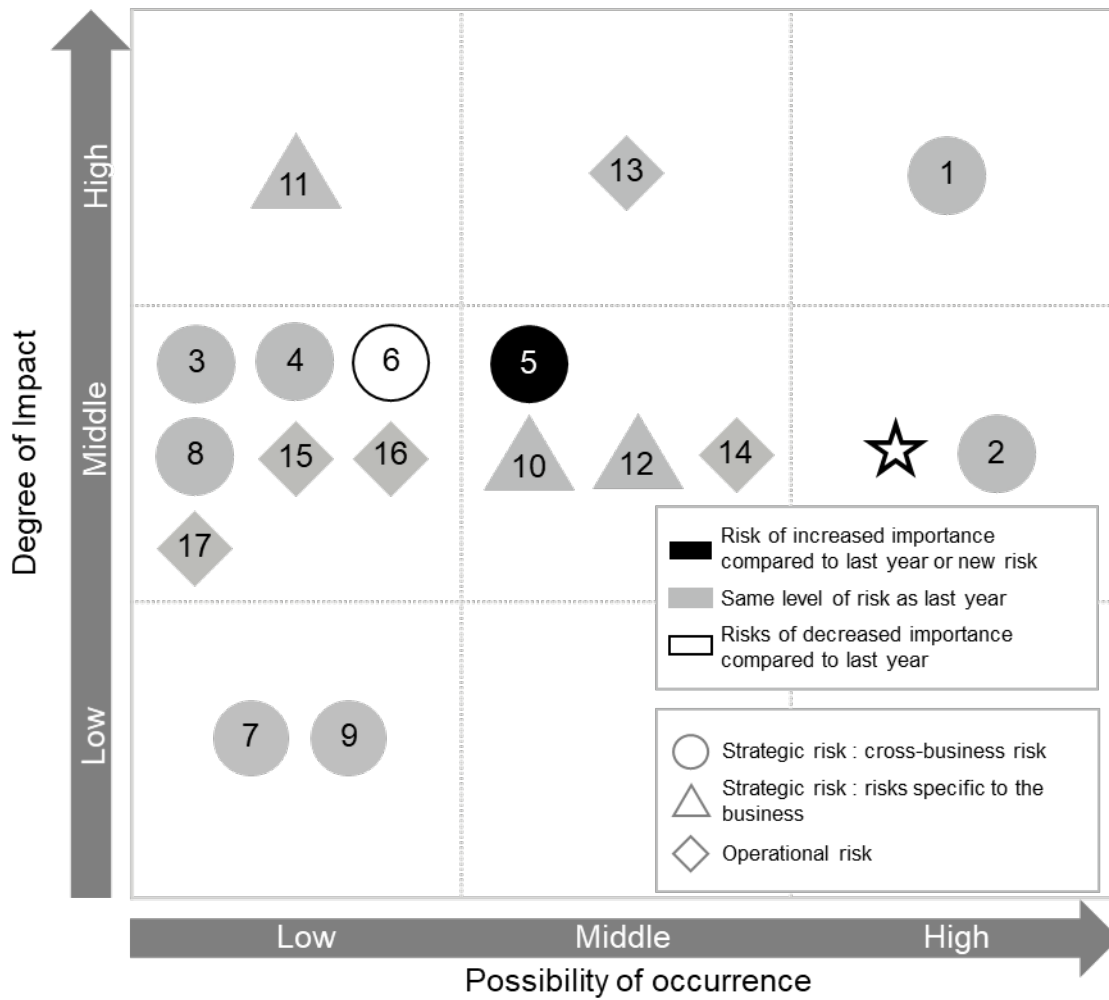 High
11
13
1
Degree of Impact
Middle
3
4
6
5
8
15
16
10
12
14
2
17
Risk of increased importance
compared to last year or new risk
Same level of risk as last year
Risks of decreased importance
compared to last year
Low
7
9
Strategic risk : cross-business risk
Strategic risk : risks specific to the
business
Operational risk
Low
Middle
High
Possibility of occurrence